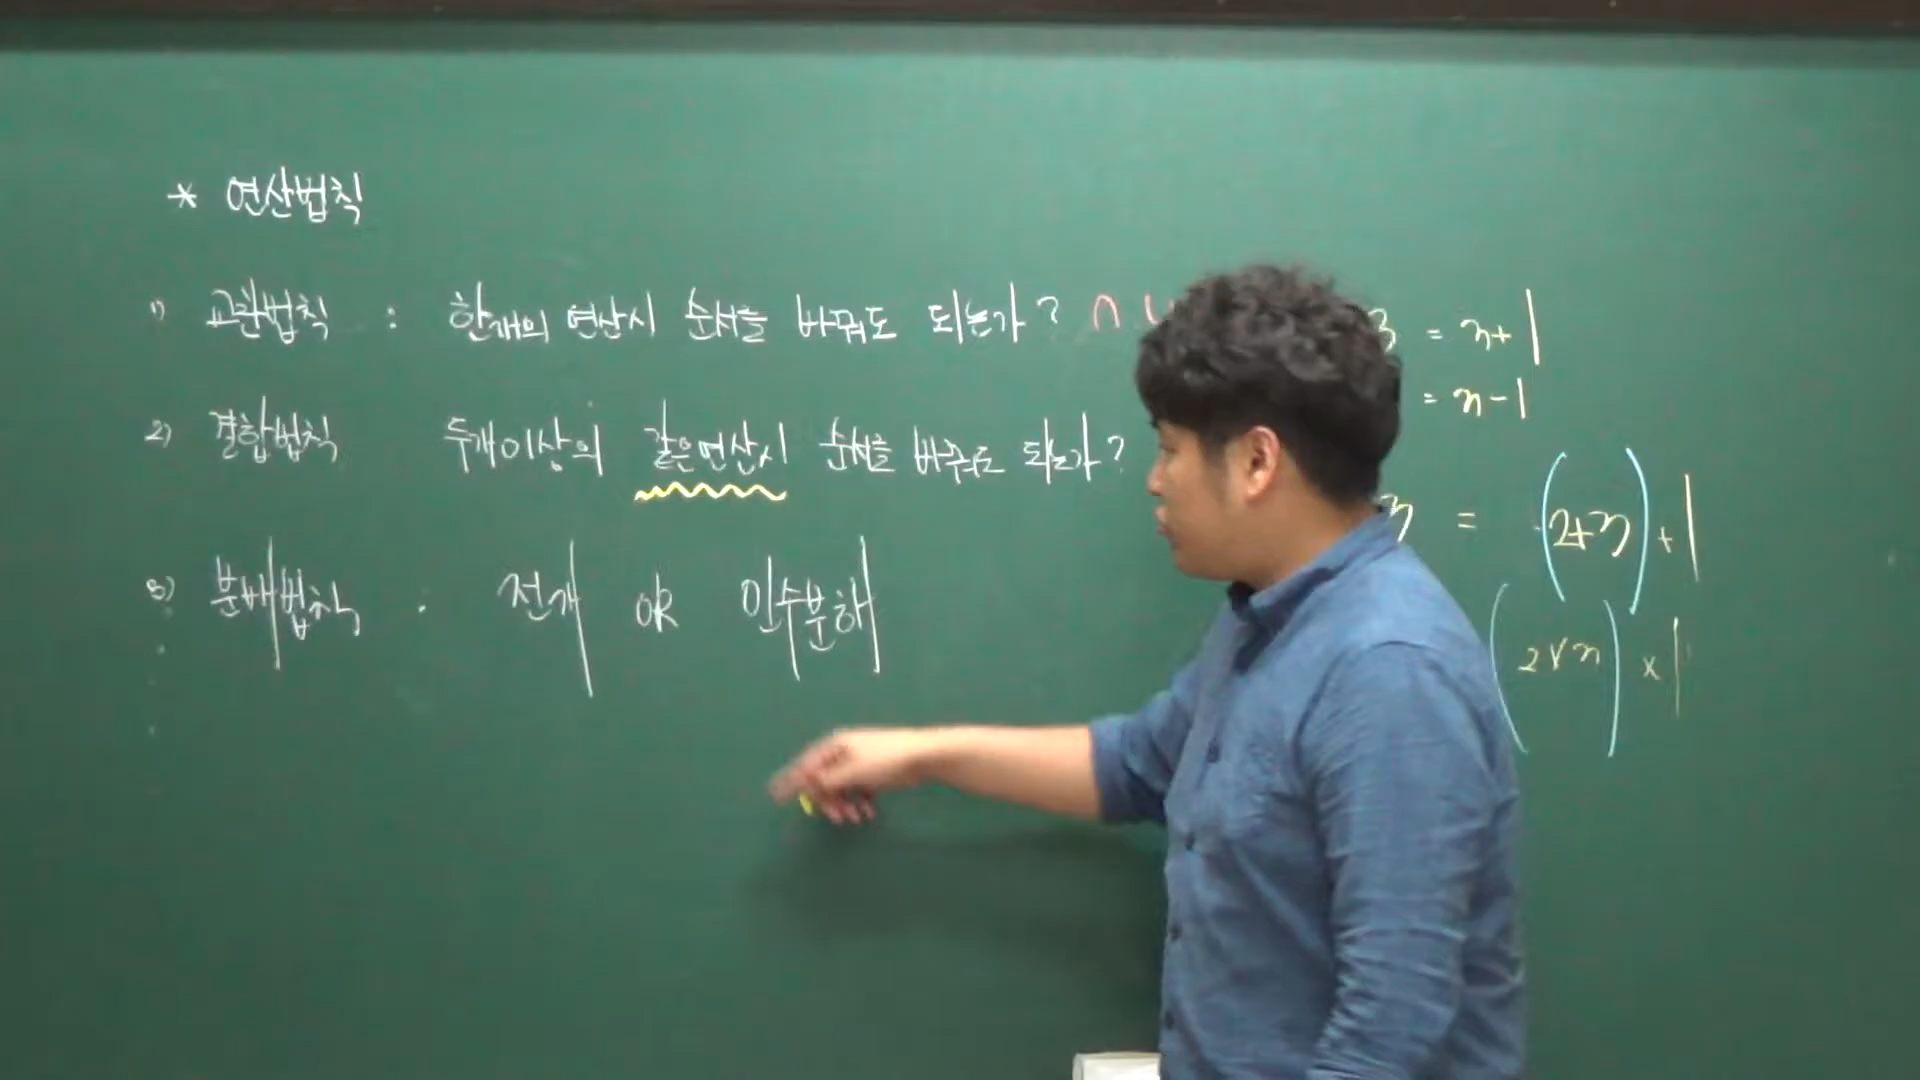 * 연산법칙
1) 교환법칙 : 한개의 연산시 순서를 바꿔도 되는가? ∩ ∪
3 = n+1
= n-1
2) 결합법칙 두개이상의 같은연산시 순서를 바꿔도 되는가?
= (2+n)+1
3) 분배법칙 . 전개 or 인수분해
(2×n)×1